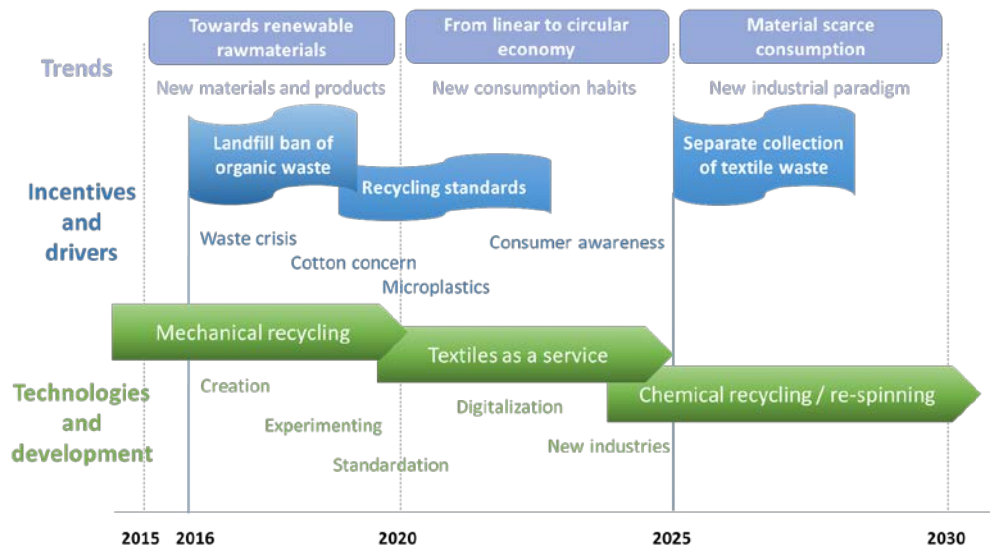 Towards renewable
rawmaterials
From linear to circular
economy
Material scarce
consumption
Trends
New materials and products
New consumption habits
New industrial paradigm
Landfill ban of
organic waste
Recycling standards
Separate collection
of textile waste
Incentives
and
drivers
Waste crisis
Cotton concern
Microplastics
Consumer awareness
Mechanical recycling
Textiles as a service
Chemical recycling / re-spinning
Technologies
and
development
Creation
Experimenting
Standardation
Digitalization
New industries
2015 2016 2020 2025 2030